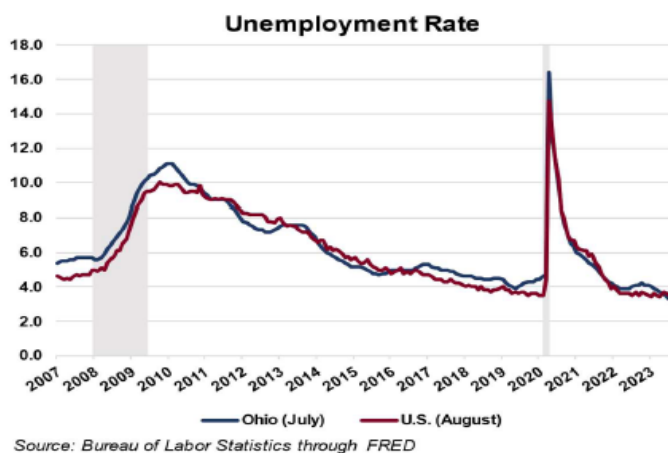 Unemployment Rate
18.0
16.0
14.0
12.0
10.0
8.0
6.0
4.0
2.0
0.0
2007 2008 2009 2010 2011 2012 2013 2014 2015 2016 2017 2018 2019 2020 2021 2022 2023
Ohio (July) U.S. (August)
Source: Bureau of Labor Statistics through FRED